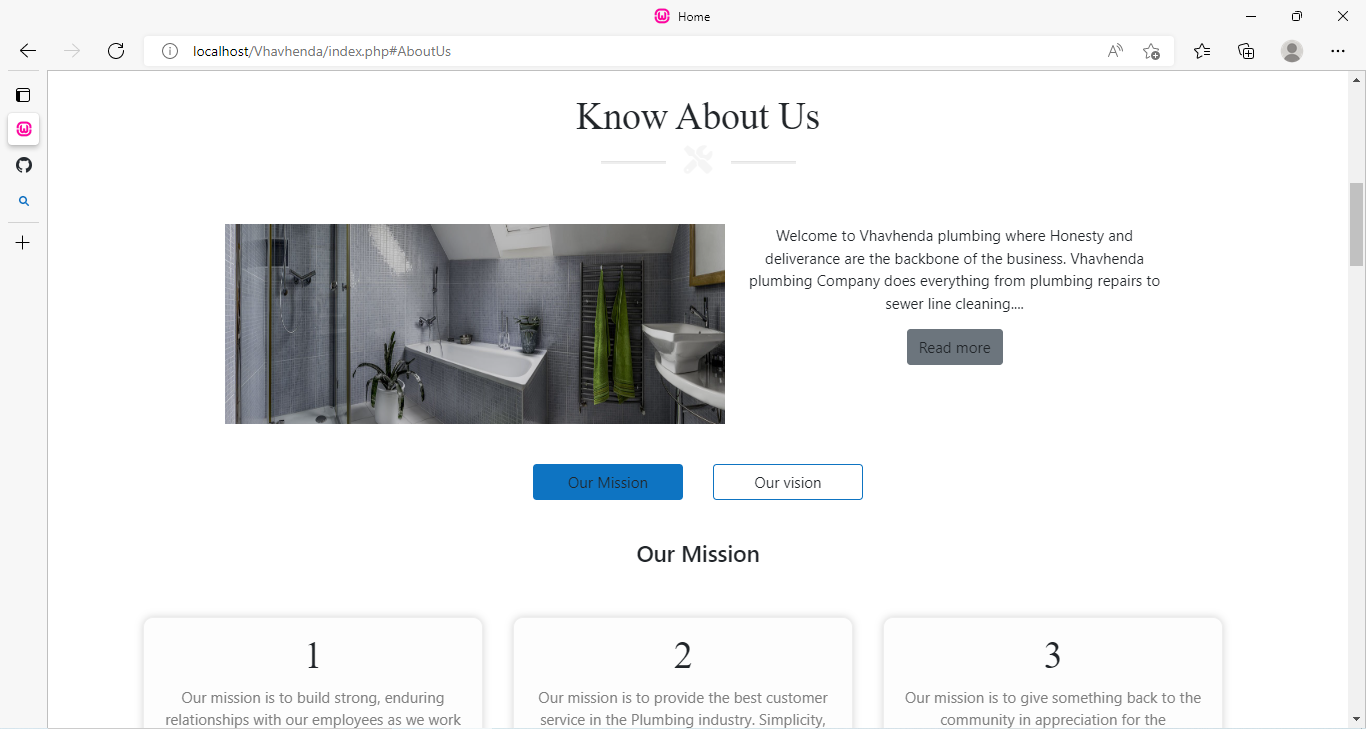 Home
localhost/Vhavhenda/index.php#AboutUs
Know About Us
Welcome to Vhavhenda plumbing where Honesty and
deliverance are the backbone of the business. Vhavhenda
plumbing Company does everything from plumbing repairs to
sewer line cleaning....
Read more
Our Mission
Our vision
Our Mission
1
Our mission is to build strong, enduring
relationships with our employees as we work
2
Our mission is to provide the best customer
service in the Plumbing industry. Simplicity,
3
Our mission is to give something back to the
community in appreciation for the